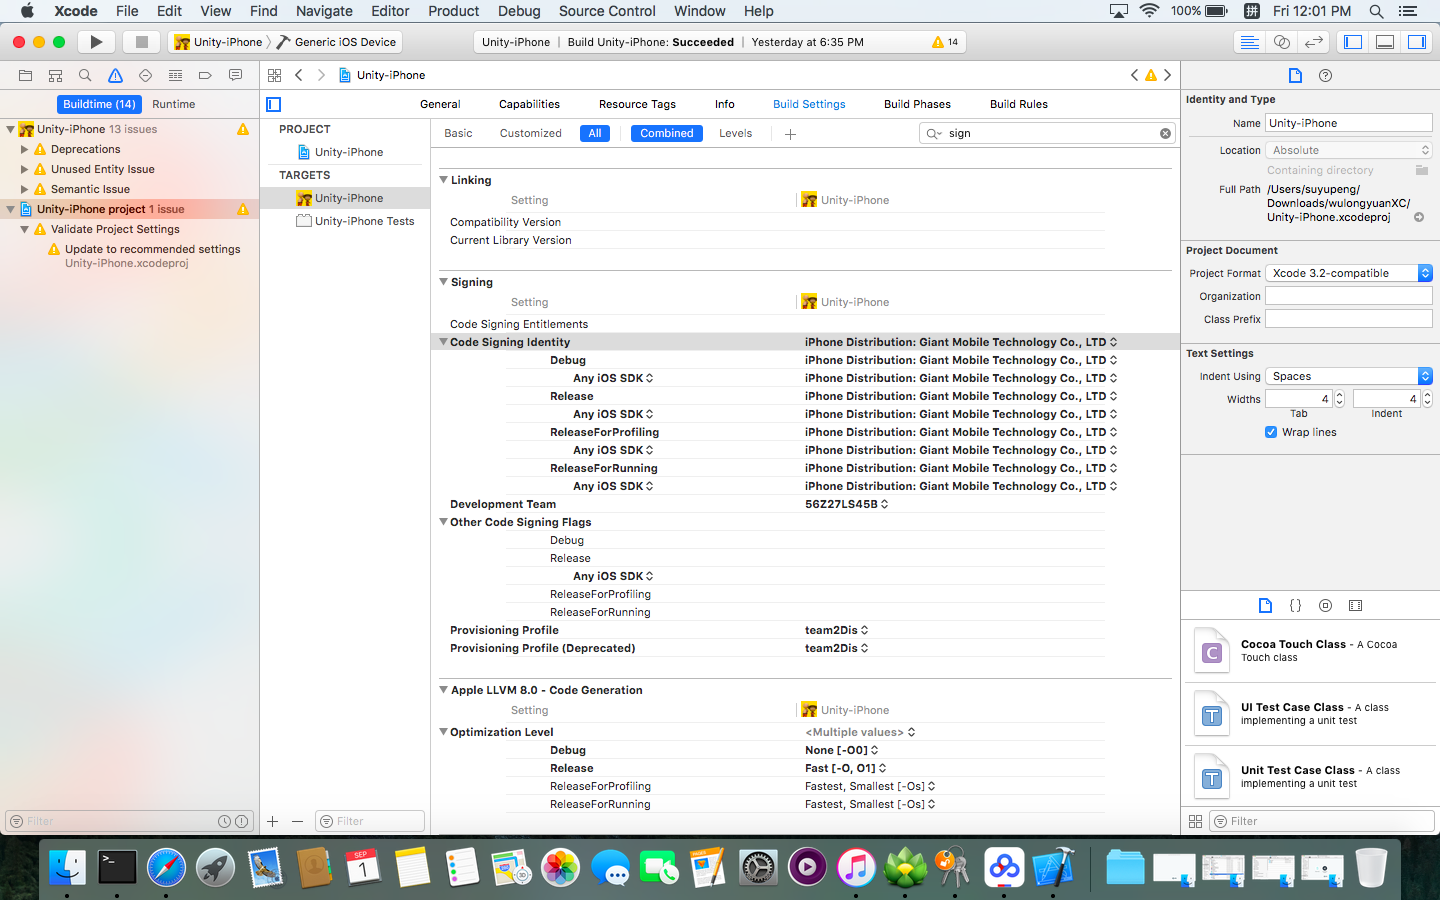 Xcode File Edit View Find Navigate Editor Product Debug Source Control Window Help 100% 拼 Fri 12:01 PM
Unity-iPhone Generic iOS Device Unity-iPhone | Build Unity-iPhone: Succeeded | Yesterday at 6:35 PM 14
Unity-iPhone
Buildtime (14) Runtime
Unity-iPhone 13 issues
Deprecations
Unused Entity Issue
Semantic Issue
Unity-iPhone project 1 issue
Validate Project Settings
Update to recommended settings
Unity-iPhone.xcodeproj
Filter
General Capabilities Resource Tags Info Build Settings Build Phases Build Rules
PROJECT
Unity-iPhone
TARGETS
Unity-iPhone
Unity-iPhone Tests
Filter
Basic Customized All Combined Levels sign
Linking
Setting Unity-iPhone
Compatibility Version
Current Library Version
Signing
Setting Unity-iPhone
Code Signing Entitlements
Code Signing Identity iPhone Distribution: Giant Mobile Technology Co., LTD
Debug iPhone Distribution: Giant Mobile Technology Co., LTD
Any iOS SDK iPhone Distribution: Giant Mobile Technology Co., LTD
Release iPhone Distribution: Giant Mobile Technology Co., LTD
Any iOS SDK iPhone Distribution: Giant Mobile Technology Co., LTD
ReleaseForProfiling iPhone Distribution: Giant Mobile Technology Co., LTD
Any iOS SDK iPhone Distribution: Giant Mobile Technology Co., LTD
ReleaseForRunning iPhone Distribution: Giant Mobile Technology Co., LTD
Any iOS SDK iPhone Distribution: Giant Mobile Technology Co., LTD
Development Team 56Z27LS45B
Other Code Signing Flags
Debug
Release
Any iOS SDK
ReleaseForProfiling
ReleaseForRunning
Provisioning Profile team2Dis
Provisioning Profile (Deprecated) team2Dis
Apple LLVM 8.0 - Code Generation
Setting Unity-iPhone
Optimization Level <Multiple values>
Debug None [-O0]
Release Fast [-O, O1]
ReleaseForProfiling Fastest, Smallest [-Os]
ReleaseForRunning Fastest, Smallest [-Os]
Identity and Type
Name Unity-iPhone
Location Absolute
Containing directory
Full Path /Users/suyupeng/
Downloads/wulongyuanXC/
Unity-iPhone.xcodeproj
Project Document
Project Format Xcode 3.2-compatible
Organization
Class Prefix
Text Settings
Indent Using Spaces
Widths 4 4
Tab Indent
Wrap lines
{ }
C
Cocoa Touch Class - A Cocoa
Touch class
T
UI Test Case Class - A class
implementing a unit test
T
Unit Test Case Class - A class
implementing a unit test
Filter
>_
SEP
1